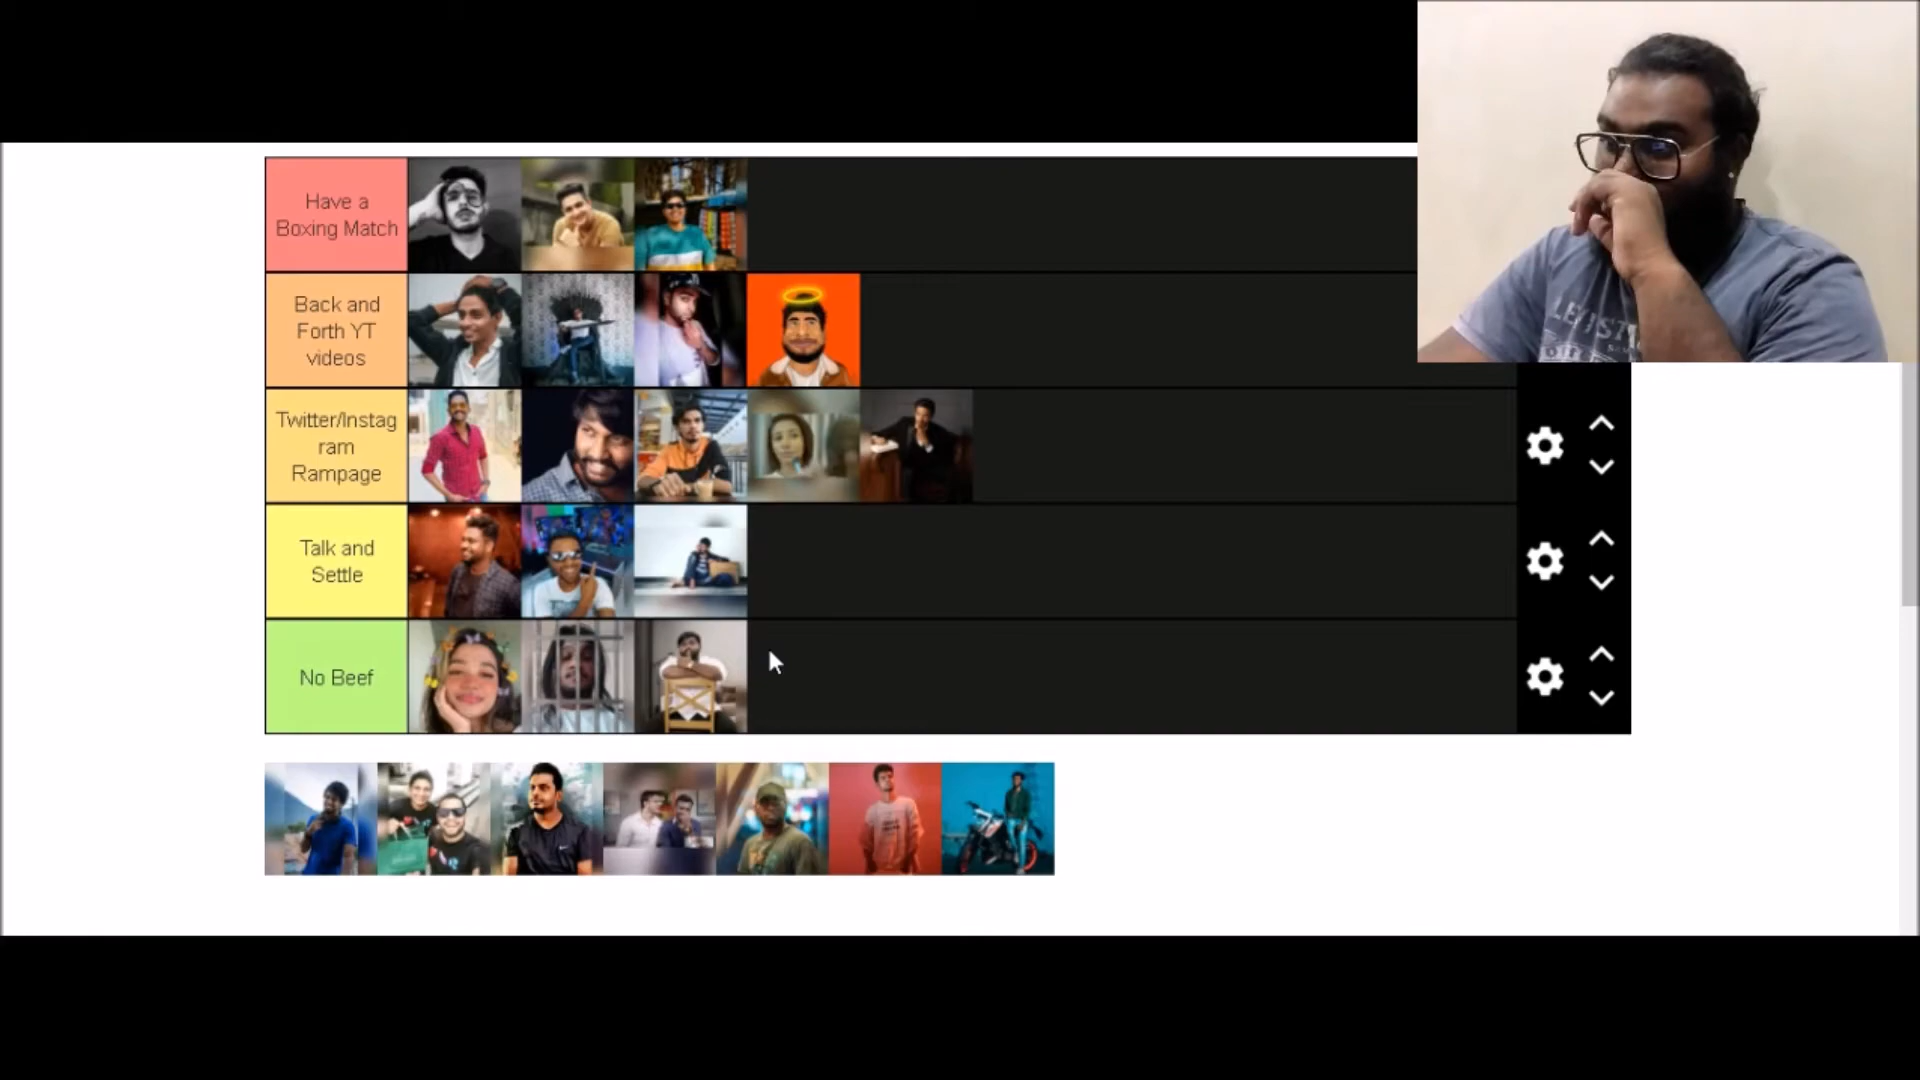 Have a
Boxing Match
Back and
Forth YT
videos
Twitter/Instag
ram
Rampage
Talk and
Settle
No Beef